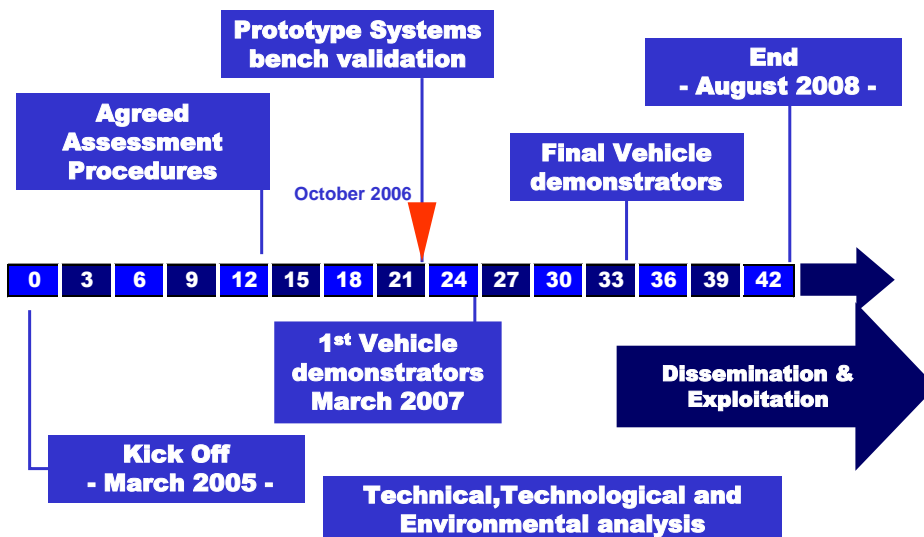 Prototype Systems
bench validation
End
- August 2008 -
Agreed
Assessment
Procedures
Final Vehicle
demonstrators
October 2006
0 3 6 9 12 15 18 21 24 27 30 33 36 39 42
1st Vehicle
demonstrators
March 2007
Dissemination &
Exploitation
Kick Off
- March 2005 -
Technical,Technological and
Environmental analysis